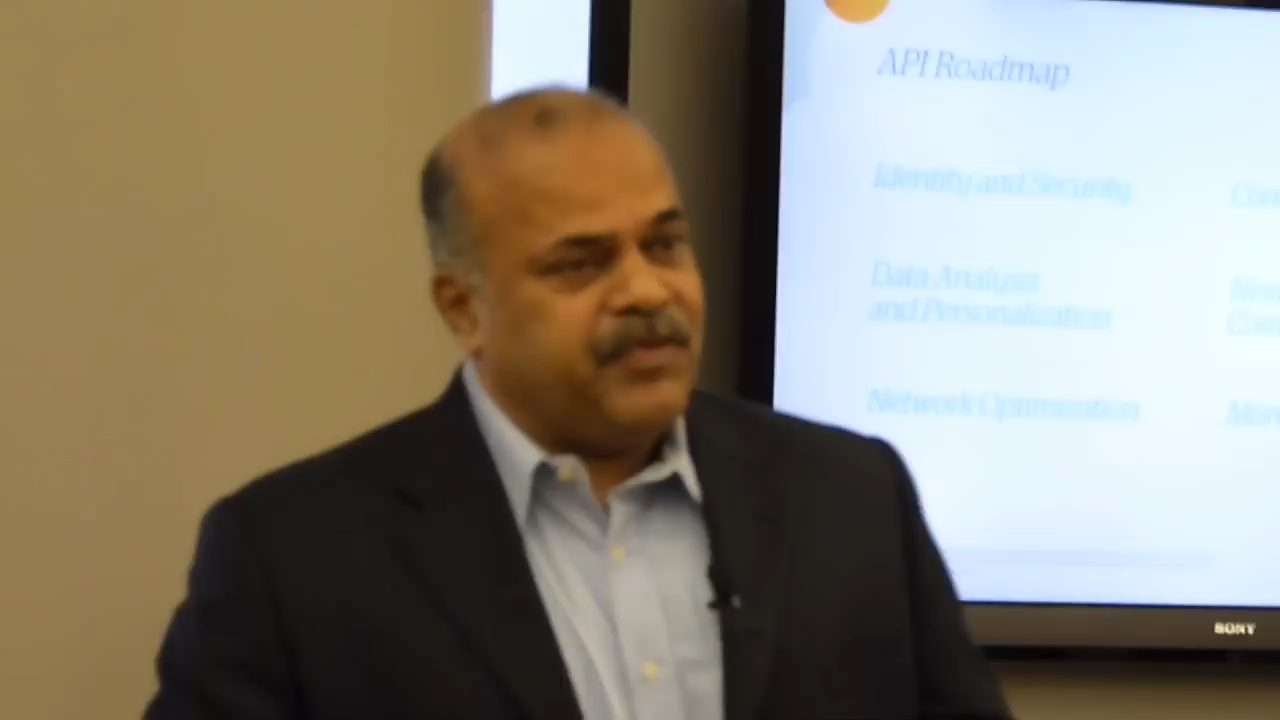 API Roadmap
Identity and Security
Data Analysis
and Personalization
Network Optimization
SONY